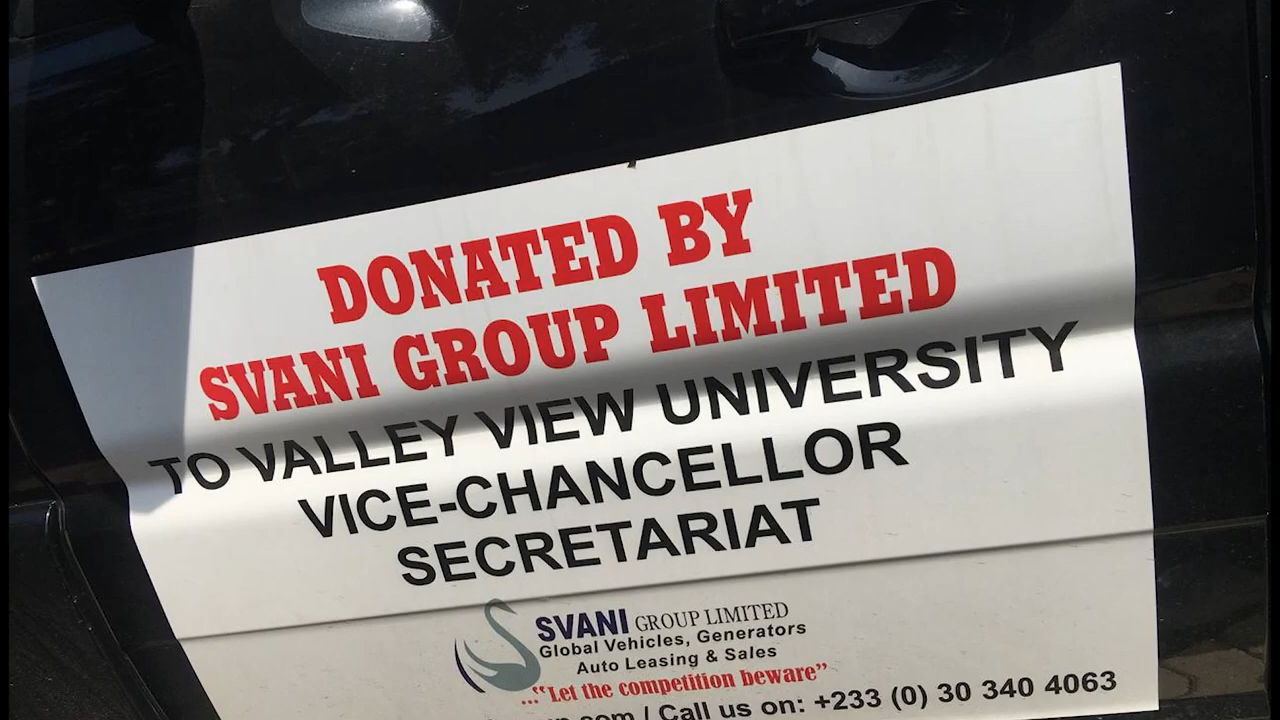 DONATED BY
SVANI GROUP LIMITED
TO VALLEY VIEW UNIVERSITY
VICE-CHANCELLOR
SECRETARIAT
SVANI GROUP LIMITED
Global Vehicles, Generators
Auto Leasing & Sales
..."Let the competition beware"
.com / Call us on: +233 (0) 30 340 4063